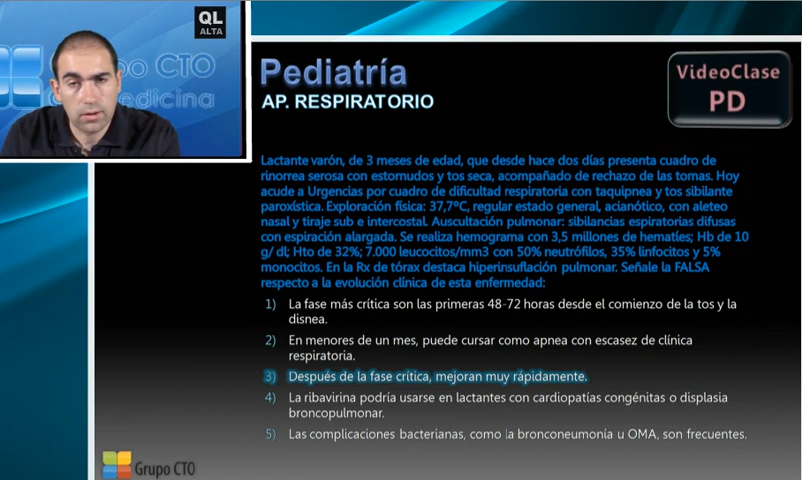 QL
ALTA
po CTO
de Medicina
Pediatría
AP. RESPIRATORIO
VideoClase
PD
Lactante varón, de 3 meses de edad, que desde hace dos días presenta cuadro de
rinorrea serosa con estornudos y tos seca, acompañado de rechazo de las tomas. Hoy
acude a Urgencias por cuadro de dificultad respiratoria con taquipnea y tos sibilante
paroxística. Exploración física: 37,7ºC, regular estado general, acianótico, con aleteo
nasal y tiraje sub e intercostal. Auscultación pulmonar: sibilancias espiratorias difusas
con espiración alargada. Se realiza hemograma con 3,5 millones de hematíes; Hb de 10
g/ dl; Hto de 32%; 7.000 leucocitos/mm3 con 50% neutrófilos, 35% linfocitos y 5%
monocitos. En la Rx de tórax destaca hiperinsuflación pulmonar. Señale la FALSA
respecto a la evolución clínica de esta enfermedad:
1) La fase más crítica son las primeras 48-72 horas desde el comienzo de la tos y la
disnea.
2) En menores de un mes, puede cursar como apnea con escasez de clínica
respiratoria.
3) Después de la fase crítica, mejoran muy rápidamente.
4) La ribavirina podría usarse en lactantes con cardiopatías congénitas o displasia
broncopulmonar.
5) Las complicaciones bacterianas, como la bronconeumonía u OMA, son frecuentes.
Grupo CTO